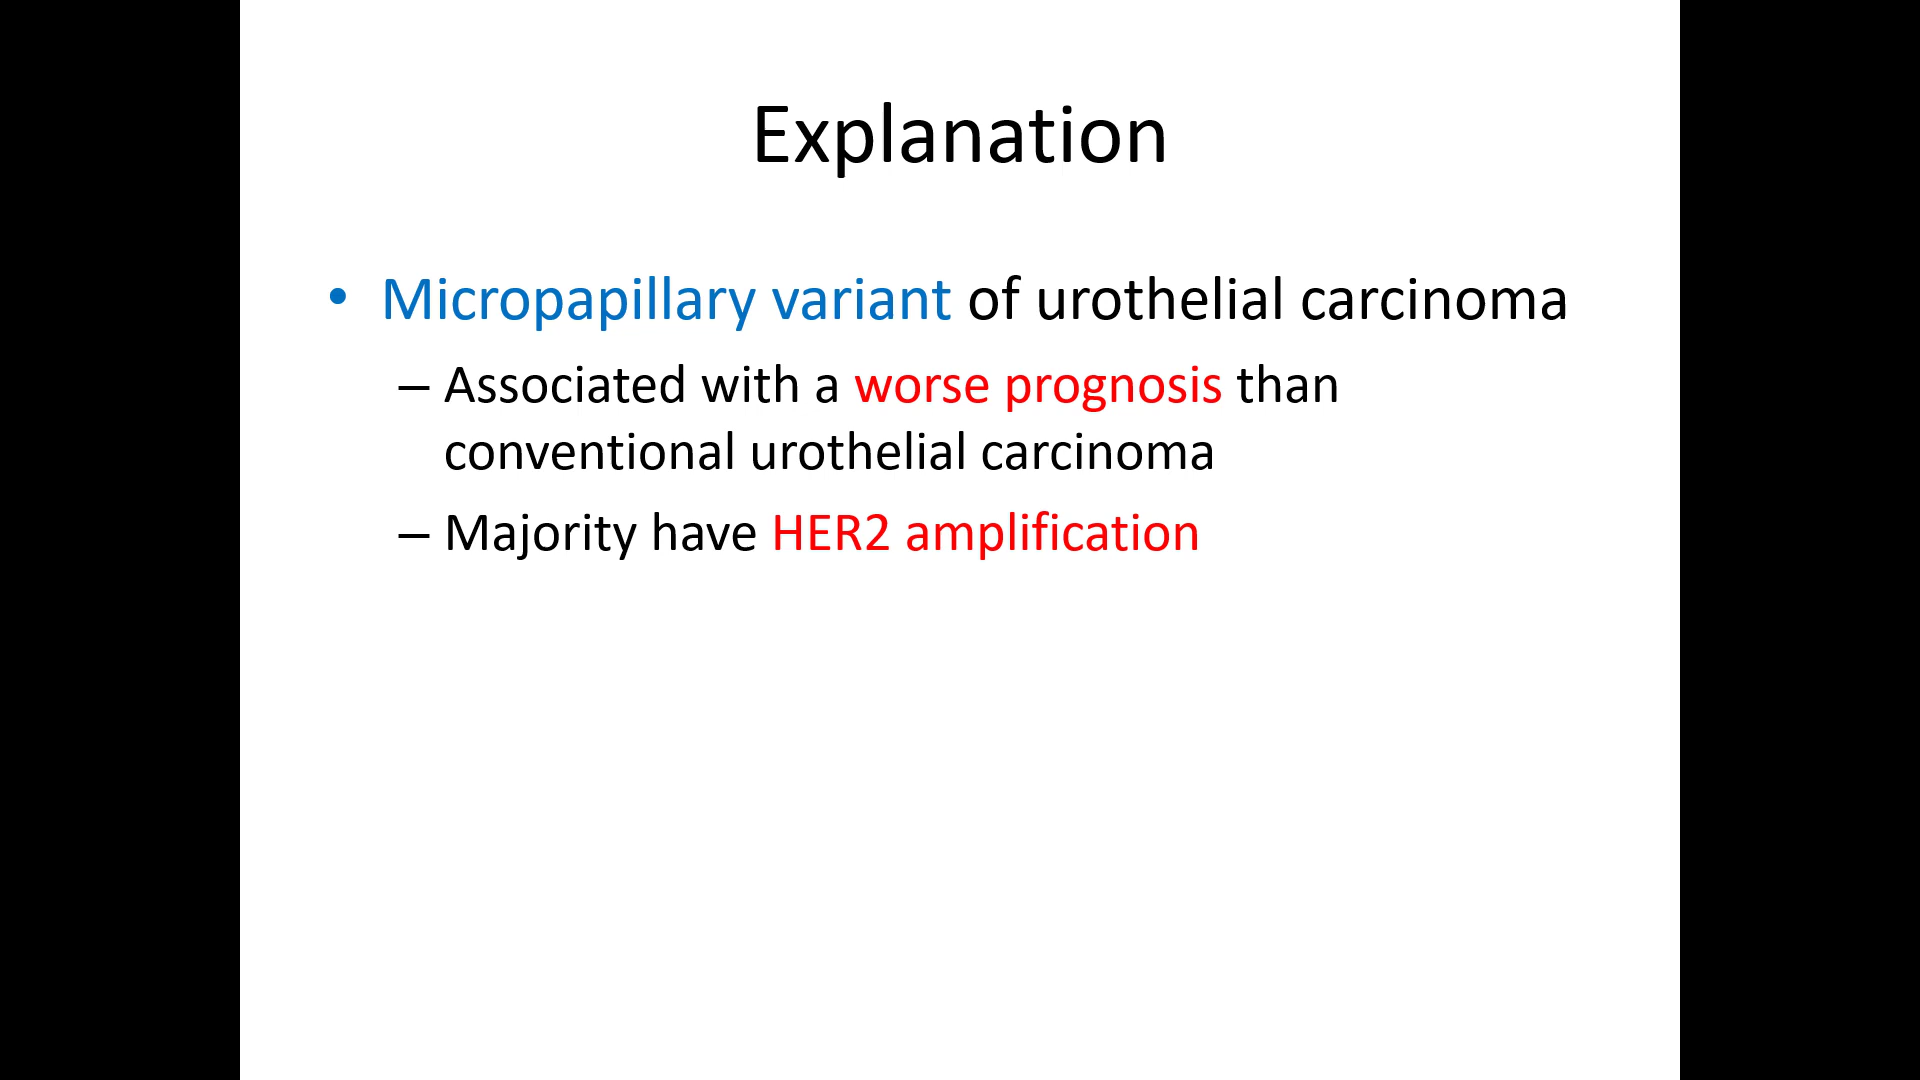 Explanation
• Micropapillary variant of urothelial carcinoma
– Associated with a worse prognosis than
conventional urothelial carcinoma
– Majority have HER2 amplification